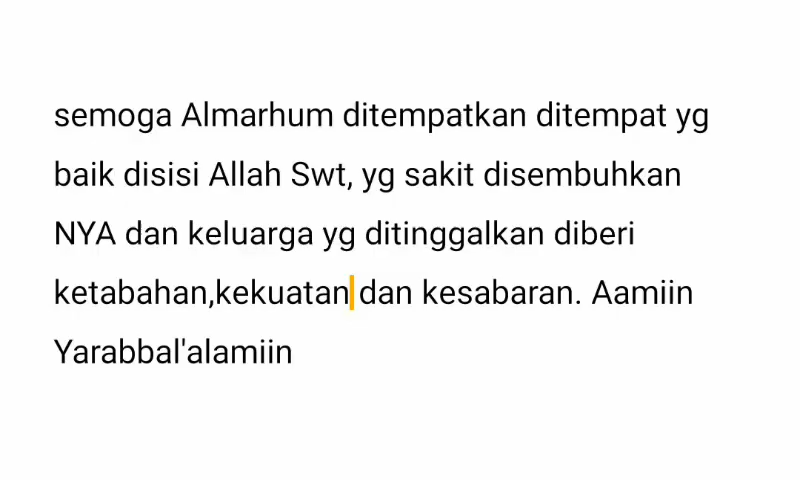 semoga Almarhum ditempatkan ditempat yg
baik disisi Allah Swt, yg sakit disembuhkan
NYA dan keluarga yg ditinggalkan diberi
ketabahan,kekuatan dan kesabaran. Aamiin
Yarabbal'alamiin